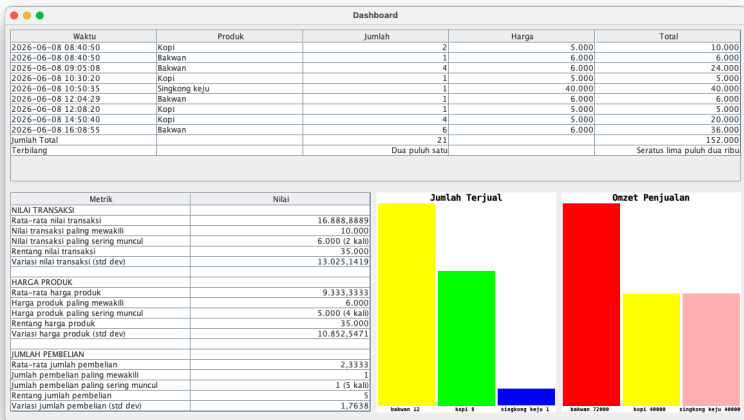 Dashboard
Waktu Produk Jumlah Harga Total
2026-06-08 08:40:50 Kopi 2 5.000 10.000
2026-06-08 08:40:50 Bakwan 1 6.000 6.000
2026-06-08 09:05:08 Bakwan 4 6.000 24.000
2026-06-08 10:30:20 Kopi 1 5.000 5.000
2026-06-08 10:50:35 Singkong keju 1 40.000 40.000
2026-06-08 12:04:29 Bakwan 1 6.000 6.000
2026-06-08 12:08:20 Kopi 1 5.000 5.000
2026-06-08 14:50:40 Kopi 4 5.000 20.000
2026-06-08 16:08:55 Bakwan 6 6.000 36.000
Jumlah Total 21 152.000
Terbilang Dua puluh satu Seratus lima puluh dua ribu
Metrik Nilai
NILAI TRANSAKSI
Rata-rata nilai transaksi 16.888,8889
Nilai transaksi paling mewakili 10.000
Nilai transaksi paling sering muncul 6.000 (2 kali)
Rentang nilai transaksi 35.000
Variasi nilai transaksi (std dev) 13.025,1419
HARGA PRODUK
Rata-rata harga produk 9.333,3333
Harga produk paling mewakili 6.000
Harga produk paling sering muncul 5.000 (4 kali)
Rentang harga produk 35.000
Variasi harga produk (std dev) 10.852,5471
JUMLAH PEMBELIAN
Rata-rata jumlah pembelian 2,3333
Jumlah pembelian paling mewakili 1
Jumlah pembelian paling sering muncul 1 (5 kali)
Rentang jumlah pembelian 5
Variasi jumlah pembelian (std dev) 1,7638
Jumlah Terjual
bakwan 12 kopi 8 singkong keju 1
Omzet Penjualan
bakwan 72000 kopi 40000 singkong keju 40000